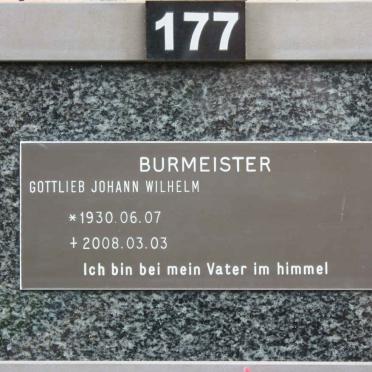 177
BURMEISTER
GOTTLIEB JOHANN WILHELM
*1930.06.07
+2008.03.03
Ich bin bei mein Vater im himmel